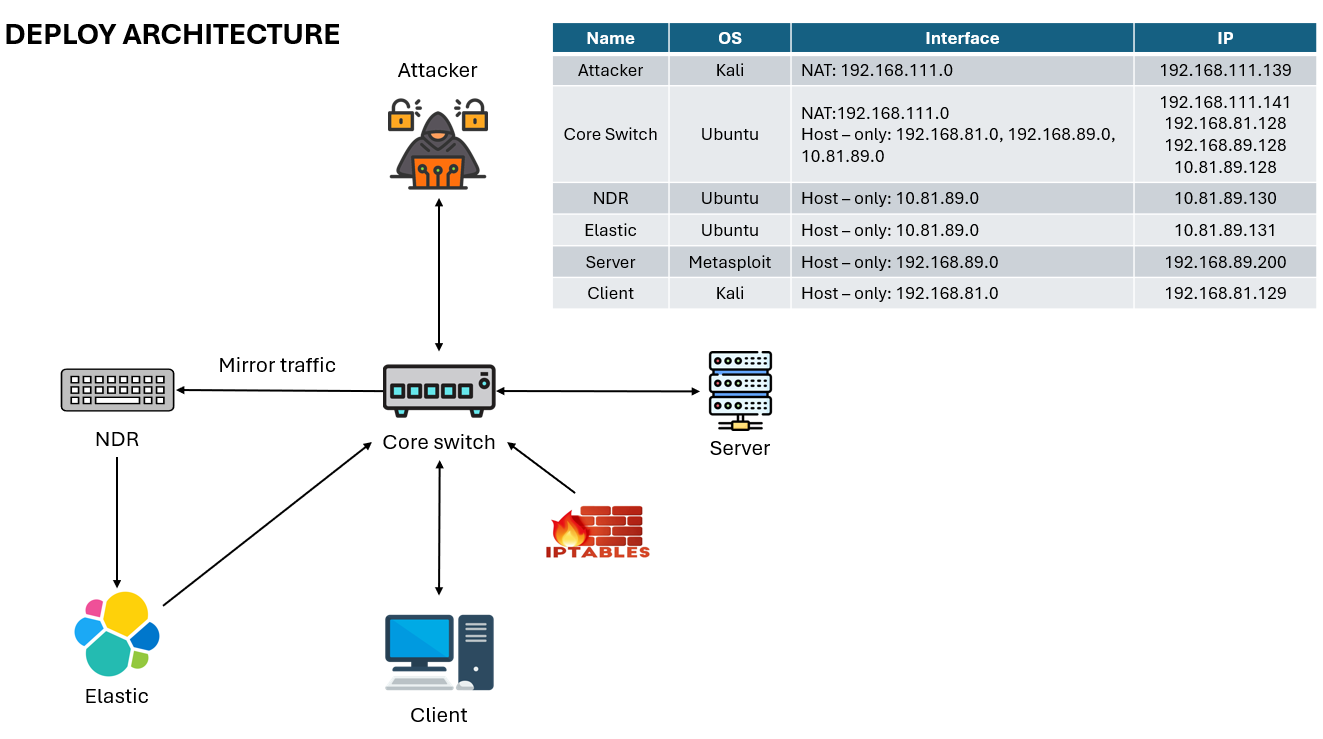 DEPLOY ARCHITECTURE
Name OS Interface IP
Attacker Kali NAT: 192.168.111.0 192.168.111.139
Core Switch Ubuntu NAT:192.168.111.0
Host – only: 192.168.81.0, 192.168.89.0,
10.81.89.0
192.168.111.141
192.168.81.128
192.168.89.128
10.81.89.128
NDR Ubuntu Host – only: 10.81.89.0 10.81.89.130
Elastic Ubuntu Host – only: 10.81.89.0 10.81.89.131
Server Metasploit Host – only: 192.168.89.0 192.168.89.200
Client Kali Host – only: 192.168.81.0 192.168.81.129
Attacker
Mirror traffic
NDR
Core switch
Server
IPTABLES
Elastic
Client